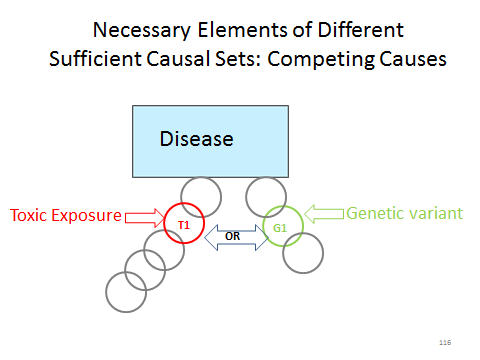 Necessary Elements of Different
Sufficient Causal Sets: Competing Causes
Disease
Toxic Exposure
T1
OR
G1
Genetic variant
116